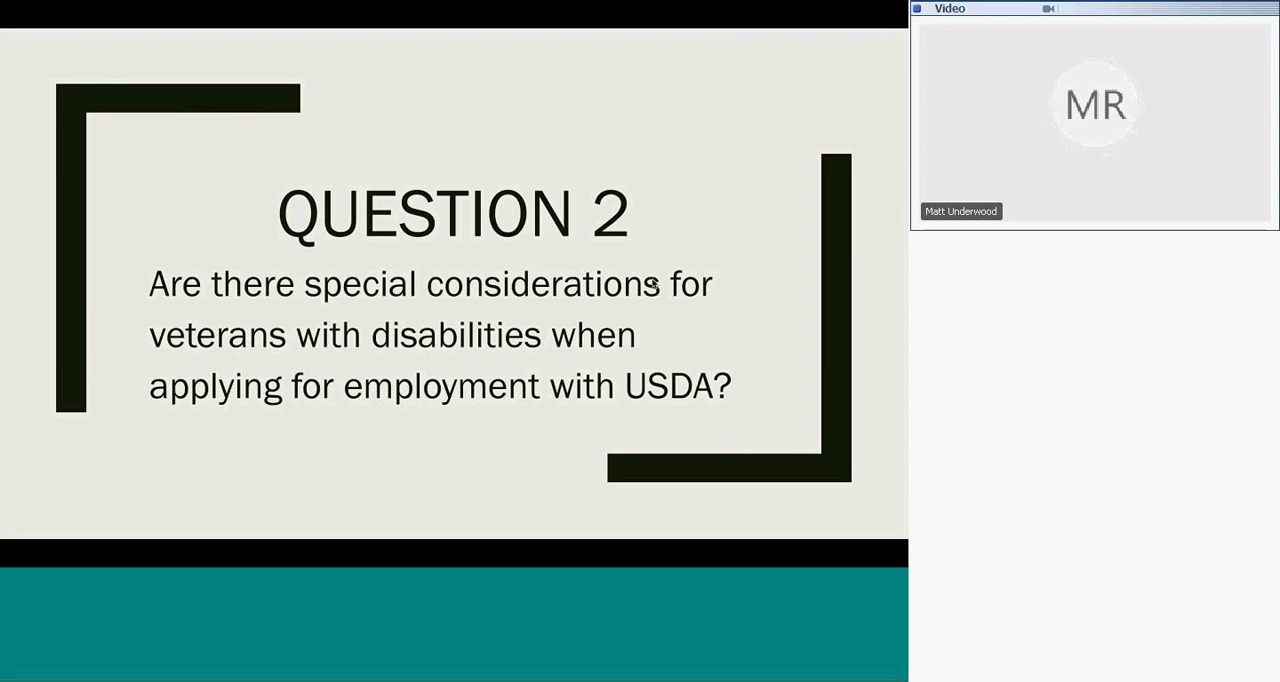 QUESTION 2
Are there special considerations for
veterans with disabilities when
applying for employment with USDA?
Video
MR
Matt Underwood